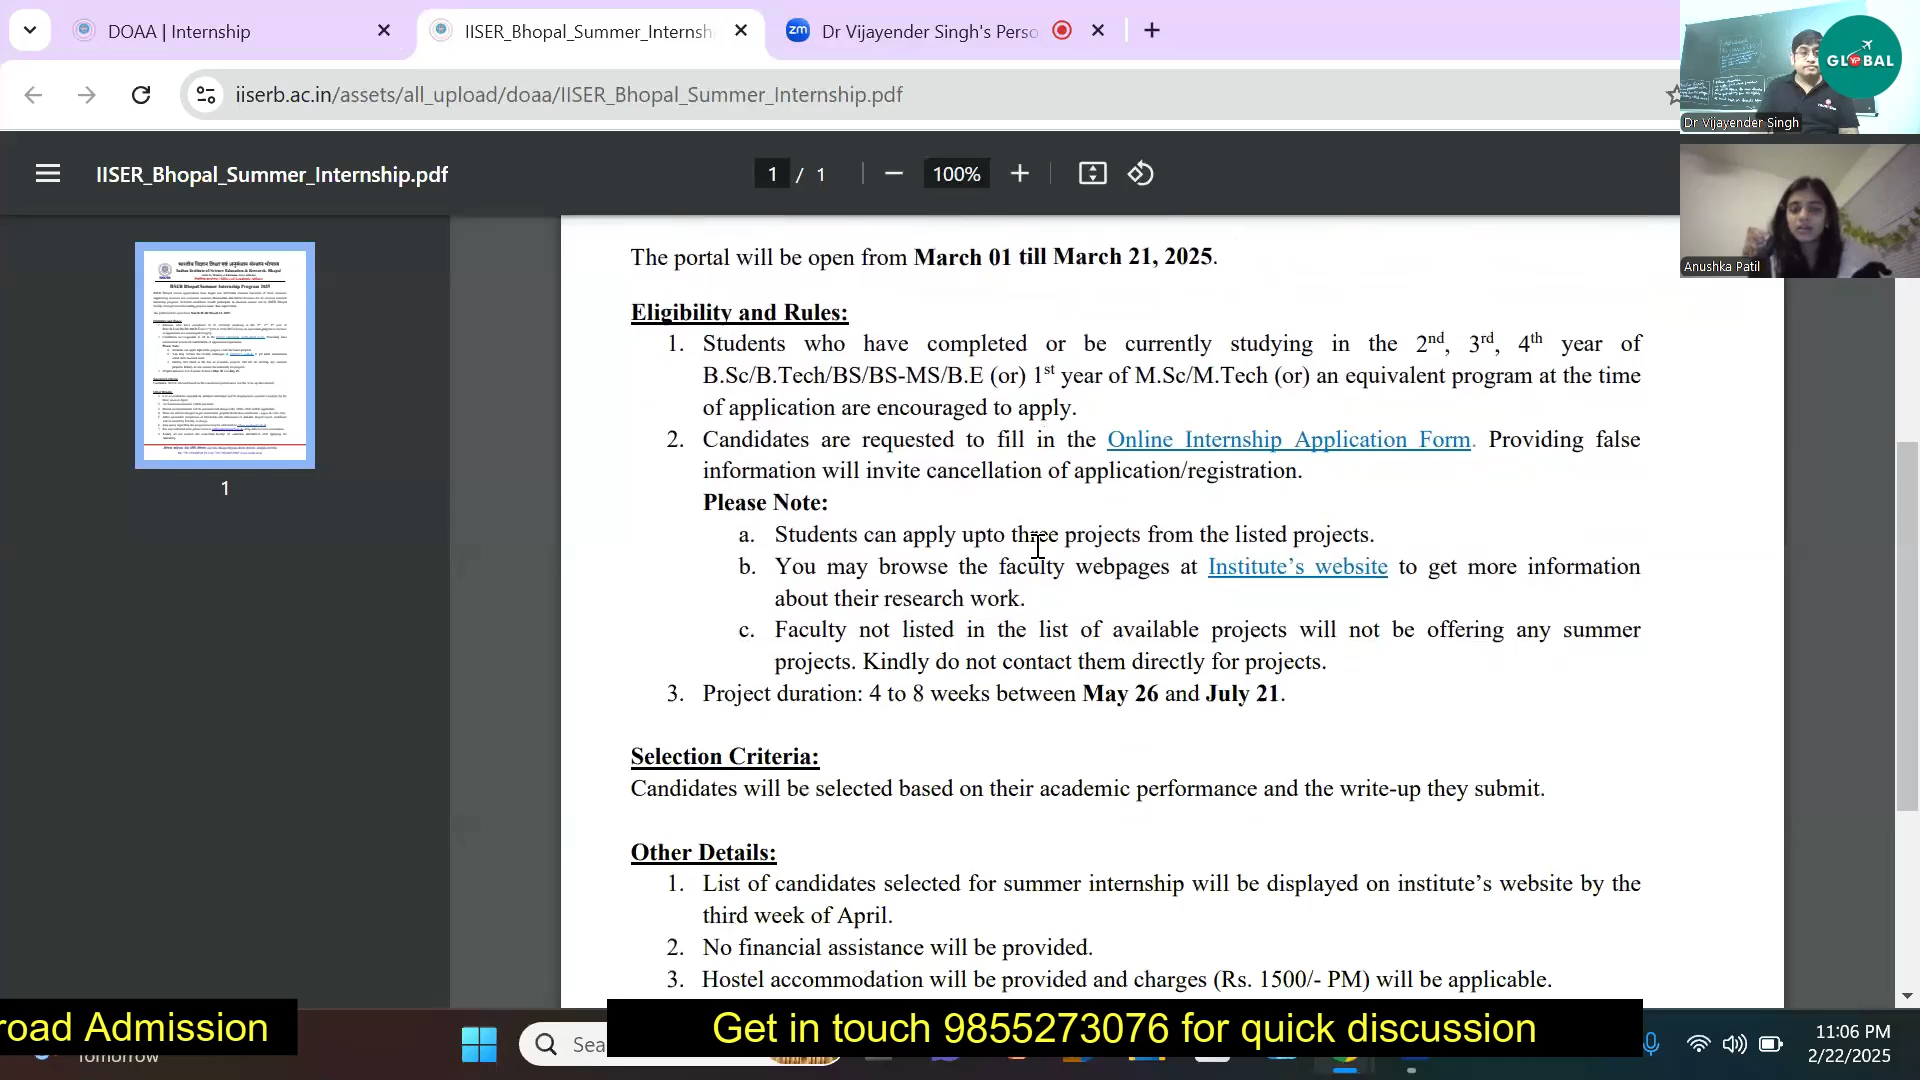 DOAA | Internship
IISER_Bhopal_Summer_Internsh
zm Dr Vijayender Singh's Perso
iiserb.ac.in/assets/all_upload/doaa/IISER_Bhopal_Summer_Internship.pdf
GLOBAL
YP
Dr Vijayender Singh
Anushka Patil
IISER_Bhopal_Summer_Internship.pdf
1 / 1
100%
1
The portal will be open from March 01 till March 21, 2025.
Eligibility and Rules:
1. Students who have completed or be currently studying in the 2nd, 3rd, 4th year of
B.Sc/B.Tech/BS/BS-MS/B.E (or) 1st year of M.Sc/M.Tech (or) an equivalent program at the time
of application are encouraged to apply.
2. Candidates are requested to fill in the Online Internship Application Form. Providing false
information will invite cancellation of application/registration.
Please Note:
a. Students can apply upto three projects from the listed projects.
b. You may browse the faculty webpages at Institute’s website to get more information
about their research work.
c. Faculty not listed in the list of available projects will not be offering any summer
projects. Kindly do not contact them directly for projects.
3. Project duration: 4 to 8 weeks between May 26 and July 21.
Selection Criteria:
Candidates will be selected based on their academic performance and the write-up they submit.
Other Details:
1. List of candidates selected for summer internship will be displayed on institute’s website by the
third week of April.
2. No financial assistance will be provided.
3. Hostel accommodation will be provided and charges (Rs. 1500/- PM) will be applicable.
road Admission
Get in touch 9855273076 for quick discussion
Tomorrow
Sea
11:06 PM
2/22/2025